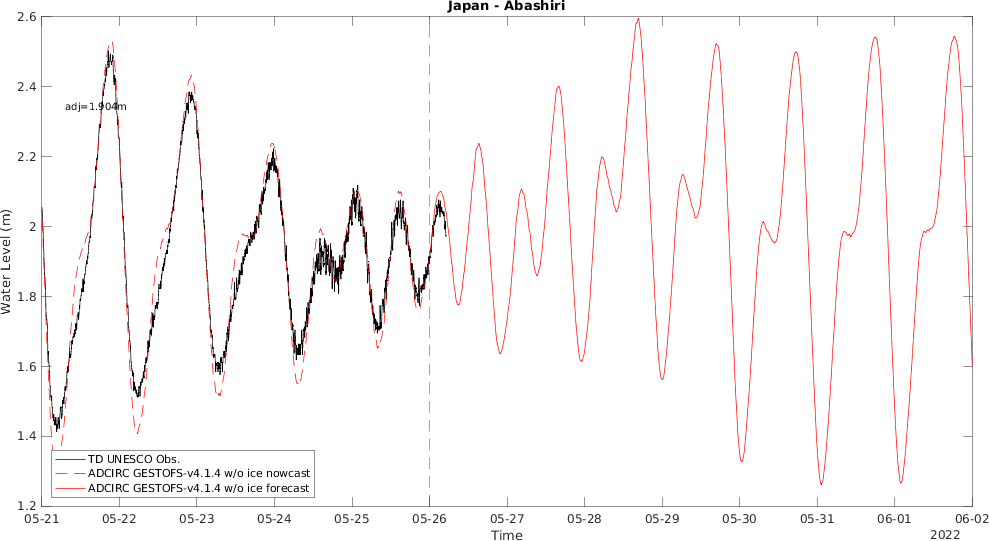 Japan - Abashiri
2.6
2.4
adj=1.904m
2.2
2
1.8
1.6
1.4
1.2
Water Level (m)
TD UNESCO Obs.
ADCIRC GESTOFS-v4.1.4 w/o ice nowcast
ADCIRC GESTOFS-v4.1.4 w/o ice forecast
05-21 05-22 05-23 05-24 05-25 05-26 05-27 05-28 05-29 05-30 05-31 06-01 06-02
Time
2022